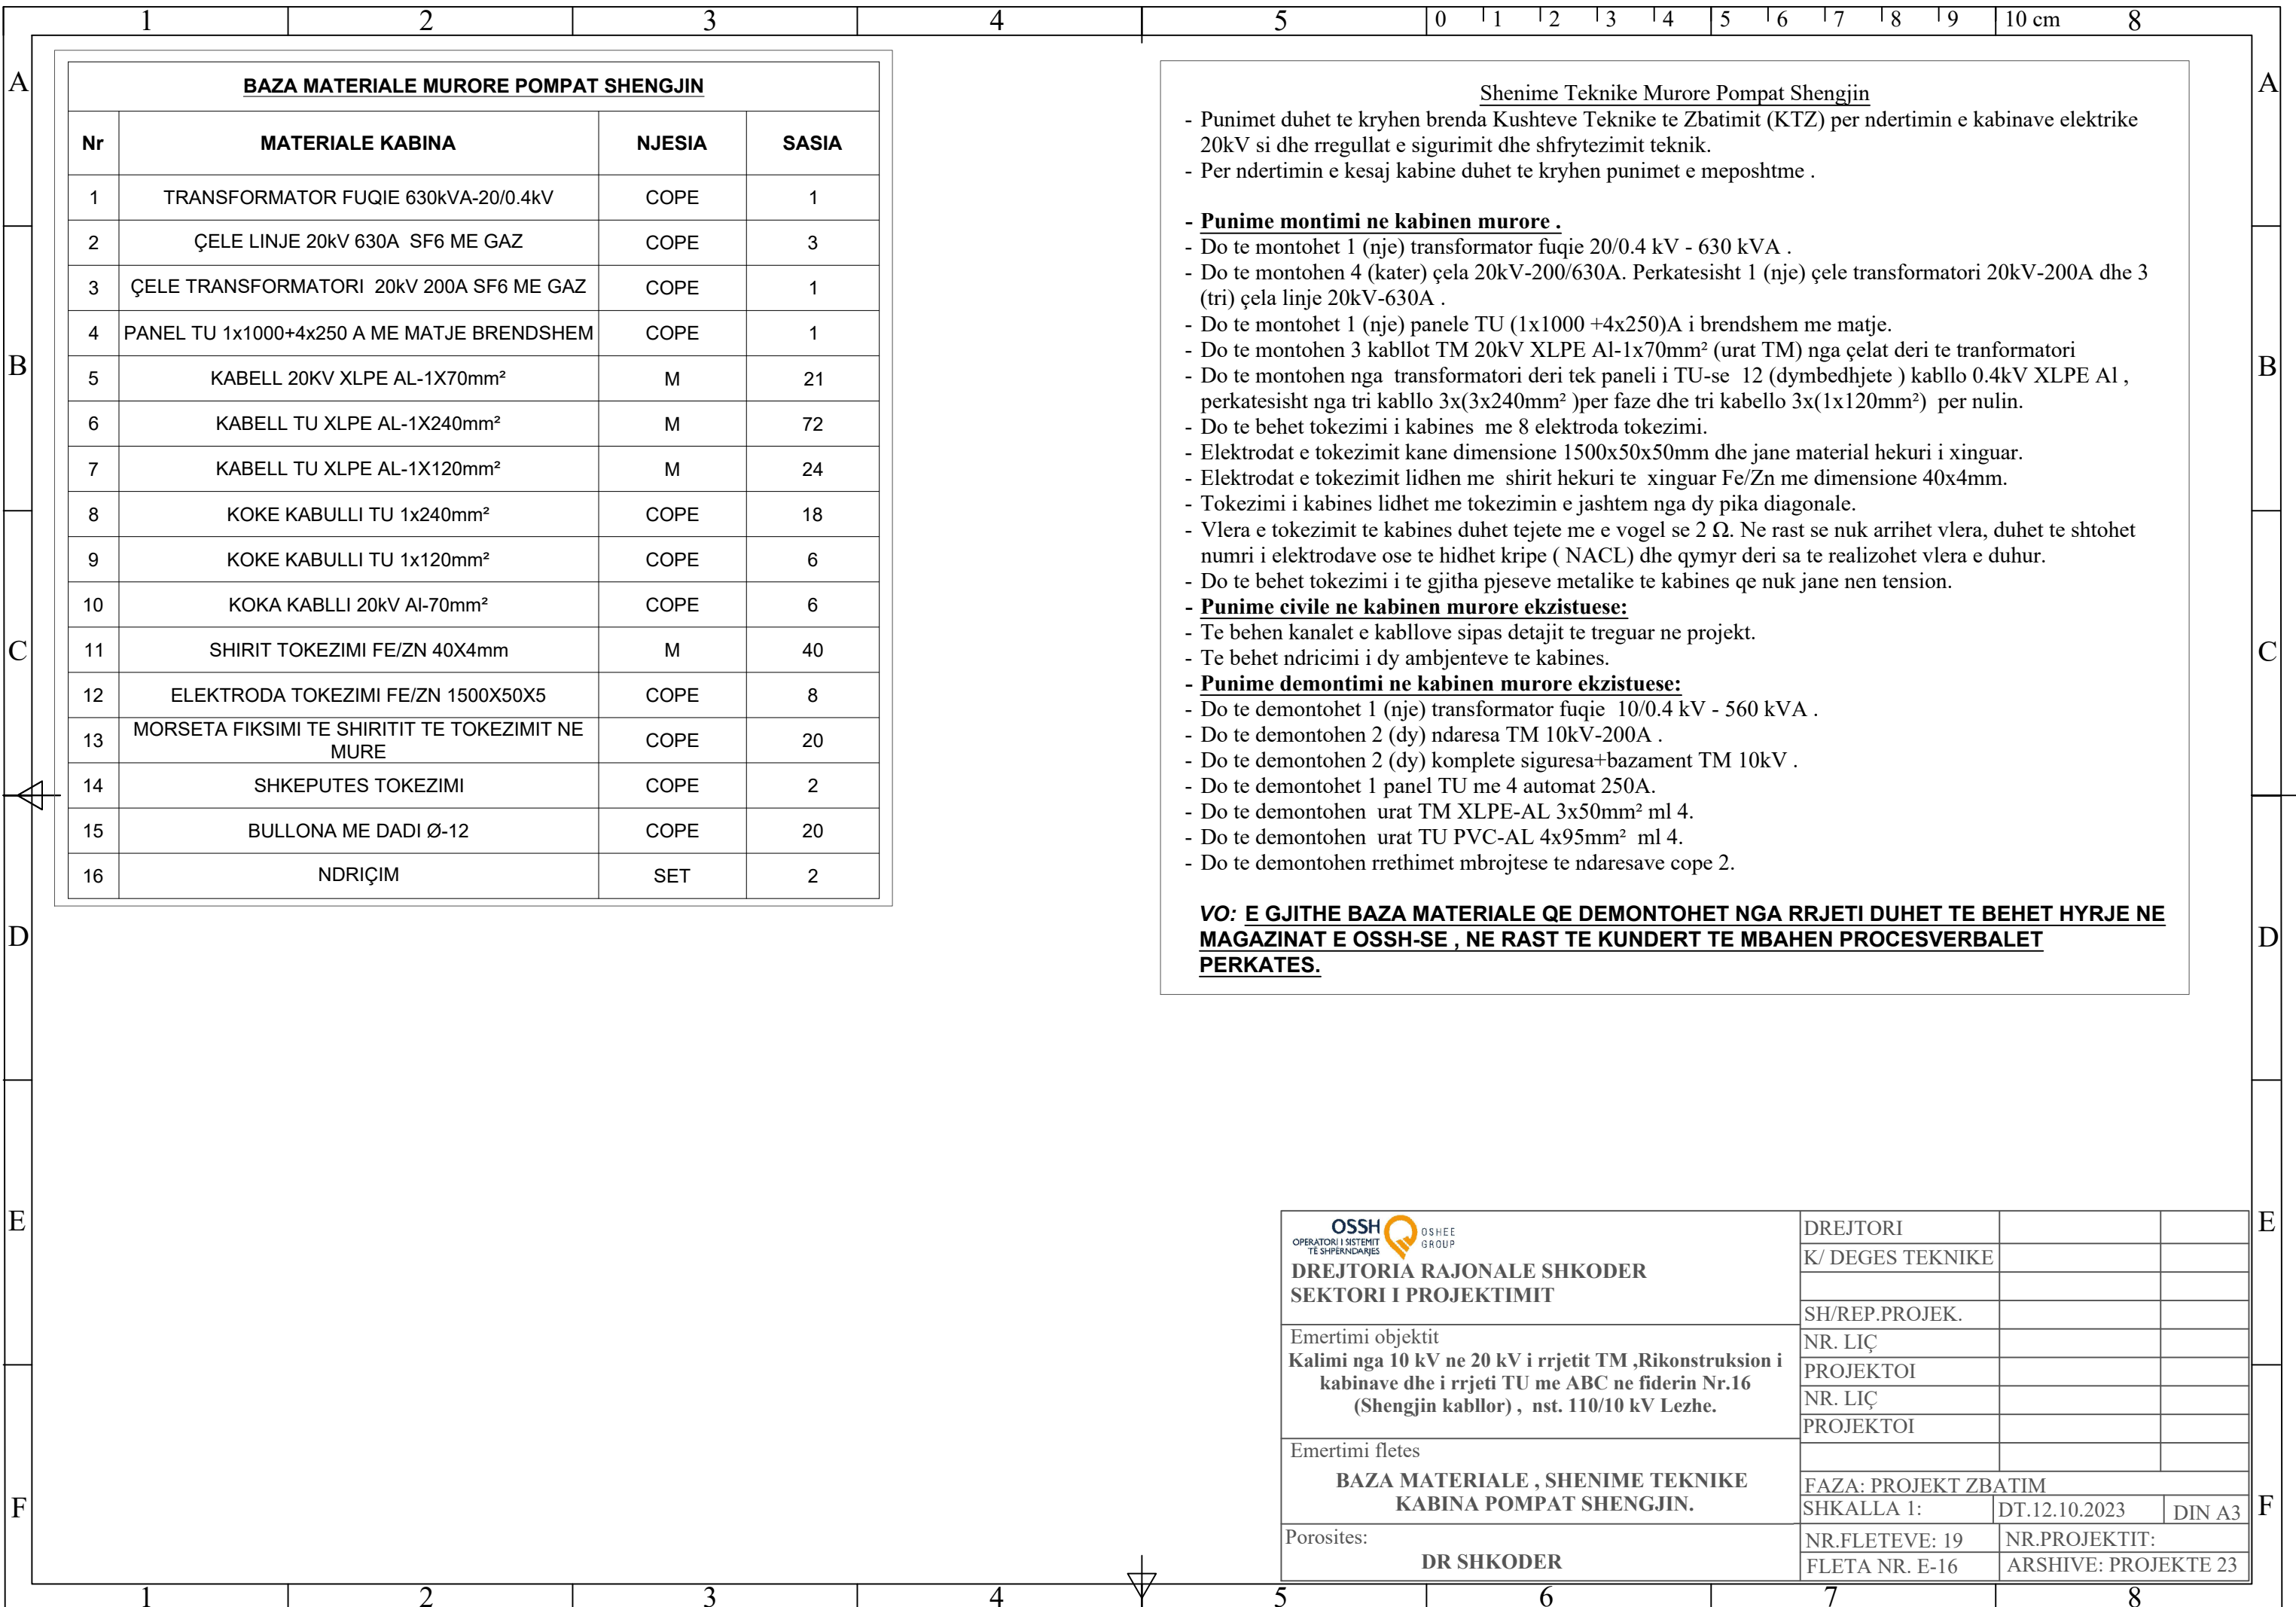 1 2 3 4 5 0 1 2 3 4 5 6 7 8 9 10 cm 8
A A
B B
C C
D D
E E
F F
BAZA MATERIALE MURORE POMPAT SHENGJIN
Nr MATERIALE KABINA NJESIA SASIA
1 TRANSFORMATOR FUQIE 630kVA-20/0.4kV COPE 1
2 ÇELE LINJE 20kV 630A SF6 ME GAZ COPE 3
3 ÇELE TRANSFORMATORI 20kV 200A SF6 ME GAZ COPE 1
4 PANEL TU 1x1000+4x250 A ME MATJE BRENDSHEM COPE 1
5 KABELL 20KV XLPE AL-1X70mm² M 21
6 KABELL TU XLPE AL-1X240mm² M 72
7 KABELL TU XLPE AL-1X120mm² M 24
8 KOKE KABULLI TU 1x240mm² COPE 18
9 KOKE KABULLI TU 1x120mm² COPE 6
10 KOKA KABLLI 20kV Al-70mm² COPE 6
11 SHIRIT TOKEZIMI FE/ZN 40X4mm M 40
12 ELEKTRODA TOKEZIMI FE/ZN 1500X50X5 COPE 8
13 MORSETA FIKSIMI TE SHIRITIT TE TOKEZIMIT NE
MURE COPE 20
14 SHKEPUTES TOKEZIMI COPE 2
15 BULLONA ME DADI Ø-12 COPE 20
16 NDRIÇIM SET 2
Shenime Teknike Murore Pompat Shengjin
- Punimet duhet te kryhen brenda Kushteve Teknike te Zbatimit (KTZ) per ndertimin e kabinave elektrike
20kV si dhe rregullat e sigurimit dhe shfrytezimit teknik.
- Per ndertimin e kesaj kabine duhet te kryhen punimet e meposhtme .
- Punime montimi ne kabinen murore .
- Do te montohet 1 (nje) transformator fuqie 20/0.4 kV - 630 kVA .
- Do te montohen 4 (kater) çela 20kV-200/630A. Perkatesisht 1 (nje) çele transformatori 20kV-200A dhe 3
(tri) çela linje 20kV-630A .
- Do te montohet 1 (nje) panele TU (1x1000 +4x250)A i brendshem me matje.
- Do te montohen 3 kabllot TM 20kV XLPE Al-1x70mm² (urat TM) nga çelat deri te tranformatori
- Do te montohen nga transformatori deri tek paneli i TU-se 12 (dymbedhjete ) kabllo 0.4kV XLPE Al ,
perkatesisht nga tri kabllo 3x(3x240mm² )per faze dhe tri kabello 3x(1x120mm²) per nulin.
- Do te behet tokezimi i kabines me 8 elektroda tokezimi.
- Elektrodat e tokezimit kane dimensione 1500x50x50mm dhe jane material hekuri i xinguar.
- Elektrodat e tokezimit lidhen me shirit hekuri te xinguar Fe/Zn me dimensione 40x4mm.
- Tokezimi i kabines lidhet me tokezimin e jashtem nga dy pika diagonale.
- Vlera e tokezimit te kabines duhet tejete me e vogel se 2 Ω. Ne rast se nuk arrihet vlera, duhet te shtohet
numri i elektrodave ose te hidhet kripe ( NACL) dhe qymyr deri sa te realizohet vlera e duhur.
- Do te behet tokezimi i te gjitha pjeseve metalike te kabines qe nuk jane nen tension.
- Punime civile ne kabinen murore ekzistuese:
- Te behen kanalet e kabllove sipas detajit te treguar ne projekt.
- Te behet ndricimi i dy ambjenteve te kabines.
- Punime demontimi ne kabinen murore ekzistuese:
- Do te demontohet 1 (nje) transformator fuqie 10/0.4 kV - 560 kVA .
- Do te demontohen 2 (dy) ndaresa TM 10kV-200A .
- Do te demontohen 2 (dy) komplete siguresa+bazament TM 10kV .
- Do te demontohet 1 panel TU me 4 automat 250A.
- Do te demontohen urat TM XLPE-AL 3x50mm² ml 4.
- Do te demontohen urat TU PVC-AL 4x95mm² ml 4.
- Do te demontohen rrethimet mbrojtese te ndaresave cope 2.
VO: E GJITHE BAZA MATERIALE QE DEMONTOHET NGA RRJETI DUHET TE BEHET HYRJE NE
MAGAZINAT E OSSH-SE , NE RAST TE KUNDERT TE MBAHEN PROCESVERBALET
PERKATES.
OSSH
OPERATORI I SISTEMIT
TË SHPËRNDARJES
OSHEE
GROUP
DREJTORIA RAJONALE SHKODER
SEKTORI I PROJEKTIMIT
Emertimi objektit
Kalimi nga 10 kV ne 20 kV i rrjetit TM ,Rikonstruksion i
kabinave dhe i rrjeti TU me ABC ne fiderin Nr.16
(Shengjin kabllor) , nst. 110/10 kV Lezhe.
Emertimi fletes
BAZA MATERIALE , SHENIME TEKNIKE
KABINA POMPAT SHENGJIN.
Porosites:
DR SHKODER
DREJTORI
K/ DEGES TEKNIKE
SH/REP.PROJEK.
NR. LIÇ
PROJEKTOI
NR. LIÇ
PROJEKTOI
FAZA: PROJEKT ZBATIM
SHKALLA 1: DT.12.10.2023 DIN A3
NR.FLETEVE: 19 NR.PROJEKTIT:
FLETA NR. E-16 ARSHIVE: PROJEKTE 23
1 2 3 4 5 6 7 8